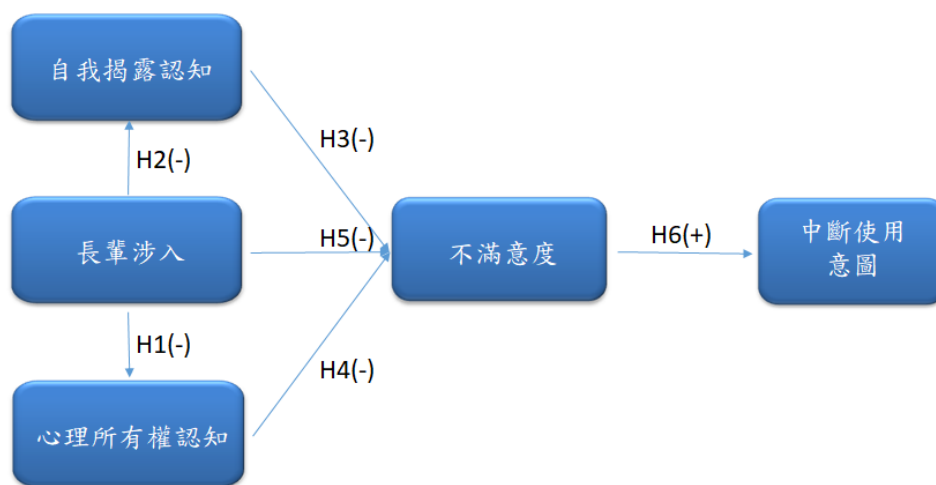 自我揭露認知
H3(-)
H2(-)
長輩涉入
H5(-)
不滿意度
H6(+)
中斷使用
意圖
H1(-)
H4(-)
心理所有權認知